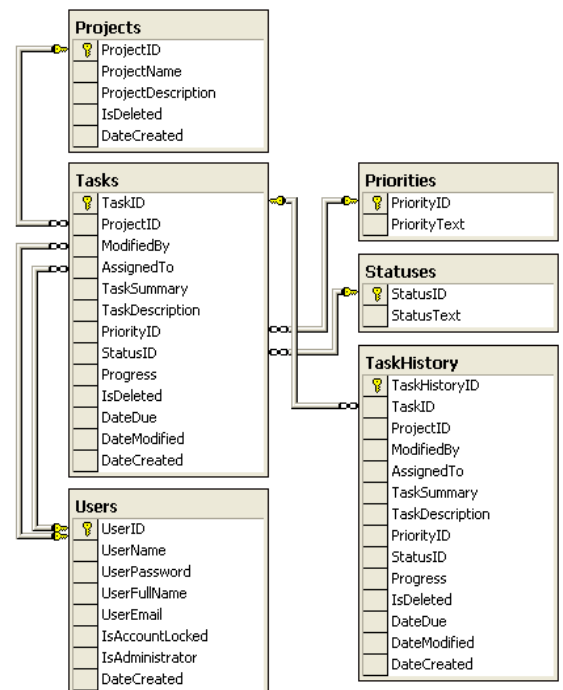 Projects
ProjectID
ProjectName
ProjectDescription
IsDeleted
DateCreated
Tasks
TaskID
ProjectID
ModifiedBy
AssignedTo
TaskSummary
TaskDescription
PriorityID
StatusID
Progress
IsDeleted
DateDue
DateModified
DateCreated
Users
UserID
UserName
UserPassword
UserFullName
UserEmail
IsAccountLocked
IsAdministrator
DateCreated
Priorities
PriorityID
PriorityText
Statuses
StatusID
StatusText
TaskHistory
TaskHistoryID
TaskID
ProjectID
ModifiedBy
AssignedTo
TaskSummary
TaskDescription
PriorityID
StatusID
Progress
IsDeleted
DateDue
DateModified
DateCreated